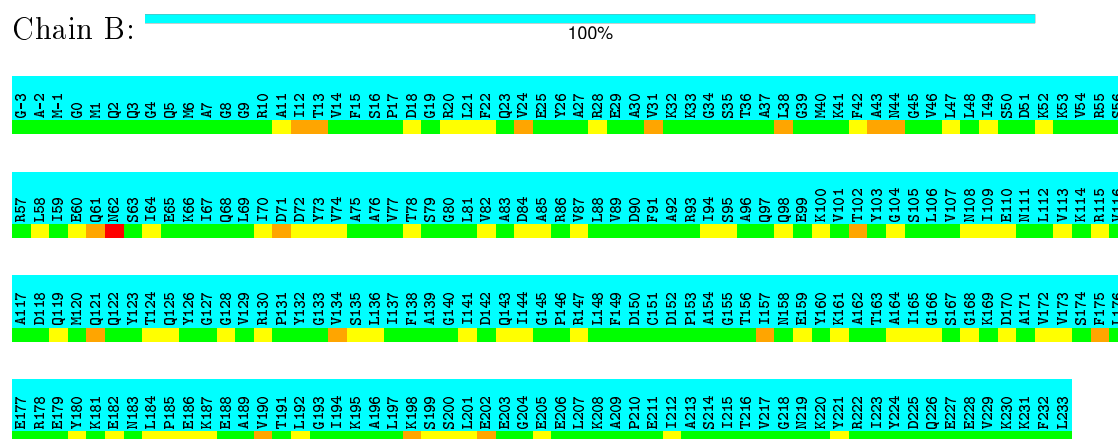 Chain B:
100%
G-3 A-2 M-1 G0 M1 Q2 Q3 G4 Q5 M6 A7 G8 G9 R10 A11 I12 T13 V14 F15 S16 P17 D18 G19 R20 L21 F22 Q23 V24 E25 Y26 A27 R28 E29 A30 V31 K32 K33 G34 S35 T36 A37 L38 G39 M40 K41 F42 A43 N44 G45 V46 L47 L48 I49 S50 D51 K52 K53 V54 R55 S56
R57 L58 I59 E60 Q61 N62 S63 I64 E65 K66 I67 Q68 L69 I70 D71 D72 Y73 V74 A75 A76 V77 T78 S79 G80 L81 V82 A83 D84 A85 R86 V87 L88 V89 D90 F91 A92 R93 I94 S95 A96 Q97 Q98 E99 K100 V101 T102 Y103 G104 S105 L106 V107 N108 I109 E110 N111 L112 V113 K114 R115 V116
A117 D118 Q119 M120 Q121 Q122 Y123 T124 Q125 Y126 G127 G128 V129 R130 P131 Y132 G133 V134 S135 L136 I137 F138 A139 G140 I141 D142 Q143 I144 G145 P146 R147 L148 F149 D150 C151 D152 P153 A154 G155 T156 I157 N158 E159 Y160 K161 A162 T163 A164 I165 G166 S167 G168 K169 D170 A171 V172 V173 S174 F175 L176
E177 R178 E179 Y180 K181 E182 N183 L184 P185 E186 K187 E188 A189 V190 T191 L192 G193 I194 K195 A196 L197 K198 S199 S200 L201 E202 E203 G204 E205 E206 L207 K208 A209 P210 E211 I212 A213 S214 I215 T216 V217 G218 N219 K220 Y221 R222 I223 Y224 D225 Q226 E227 E228 V229 K230 K231 F232 L233